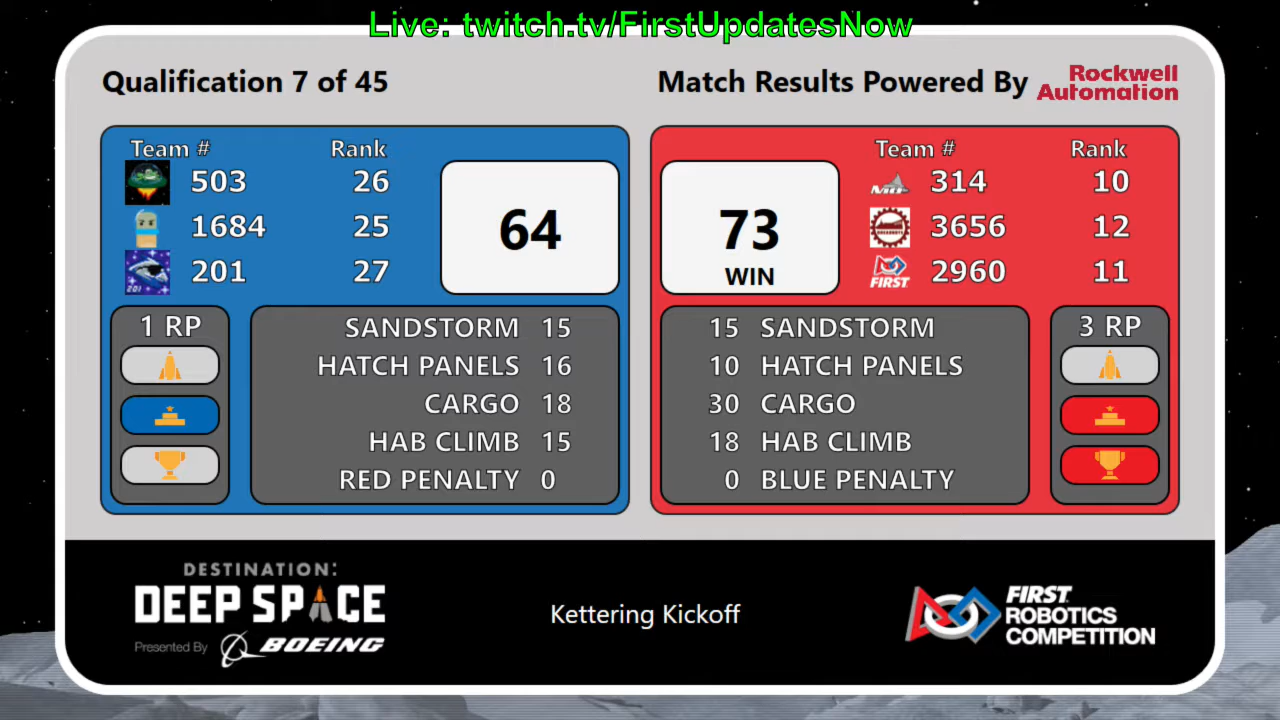 Live: twitch.tv/FirstUpdatesNow
Qualification 7 of 45
Match Results Powered By Rockwell Automation
Team # Rank
503 26
1684 25
201 27
64
Team # Rank
314 10
3656 12
2960 11
73
WIN
1 RP
SANDSTORM 15
HATCH PANELS 16
CARGO 18
HAB CLIMB 15
RED PENALTY 0
15 SANDSTORM
10 HATCH PANELS
30 CARGO
18 HAB CLIMB
0 BLUE PENALTY
3 RP
DESTINATION:
DEEP SPACE
Presented By BOEING
Kettering Kickoff
FIRST
ROBOTICS
COMPETITION
201
FIRST